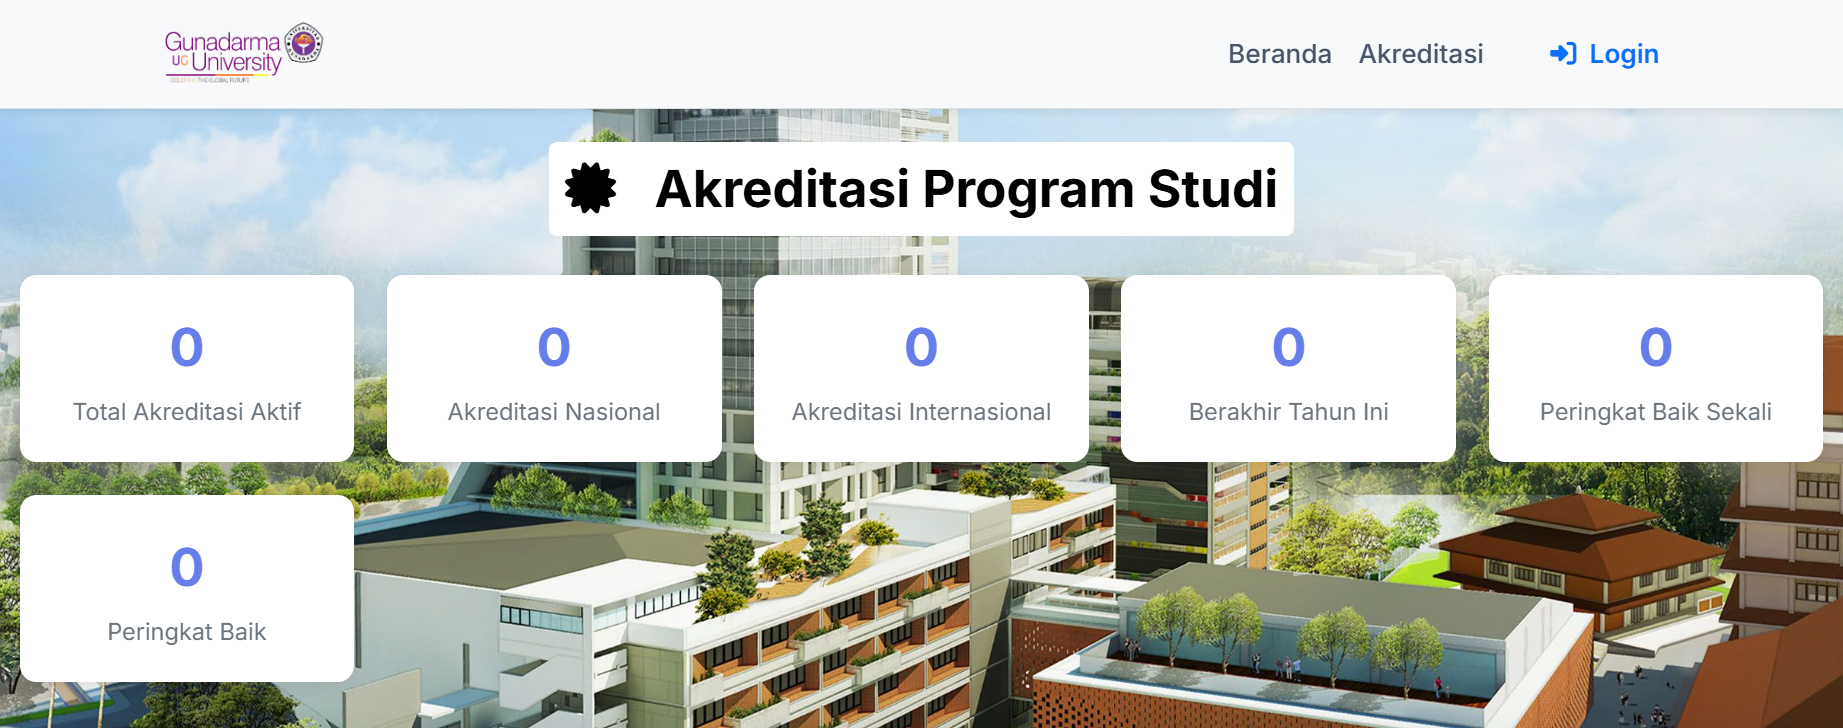 Gunadarma
UG University
Beranda
Akreditasi
Login
Akreditasi Program Studi
0
Total Akreditasi Aktif
0
Akreditasi Nasional
0
Akreditasi Internasional
0
Berakhir Tahun Ini
0
Peringkat Baik Sekali
0
Peringkat Baik